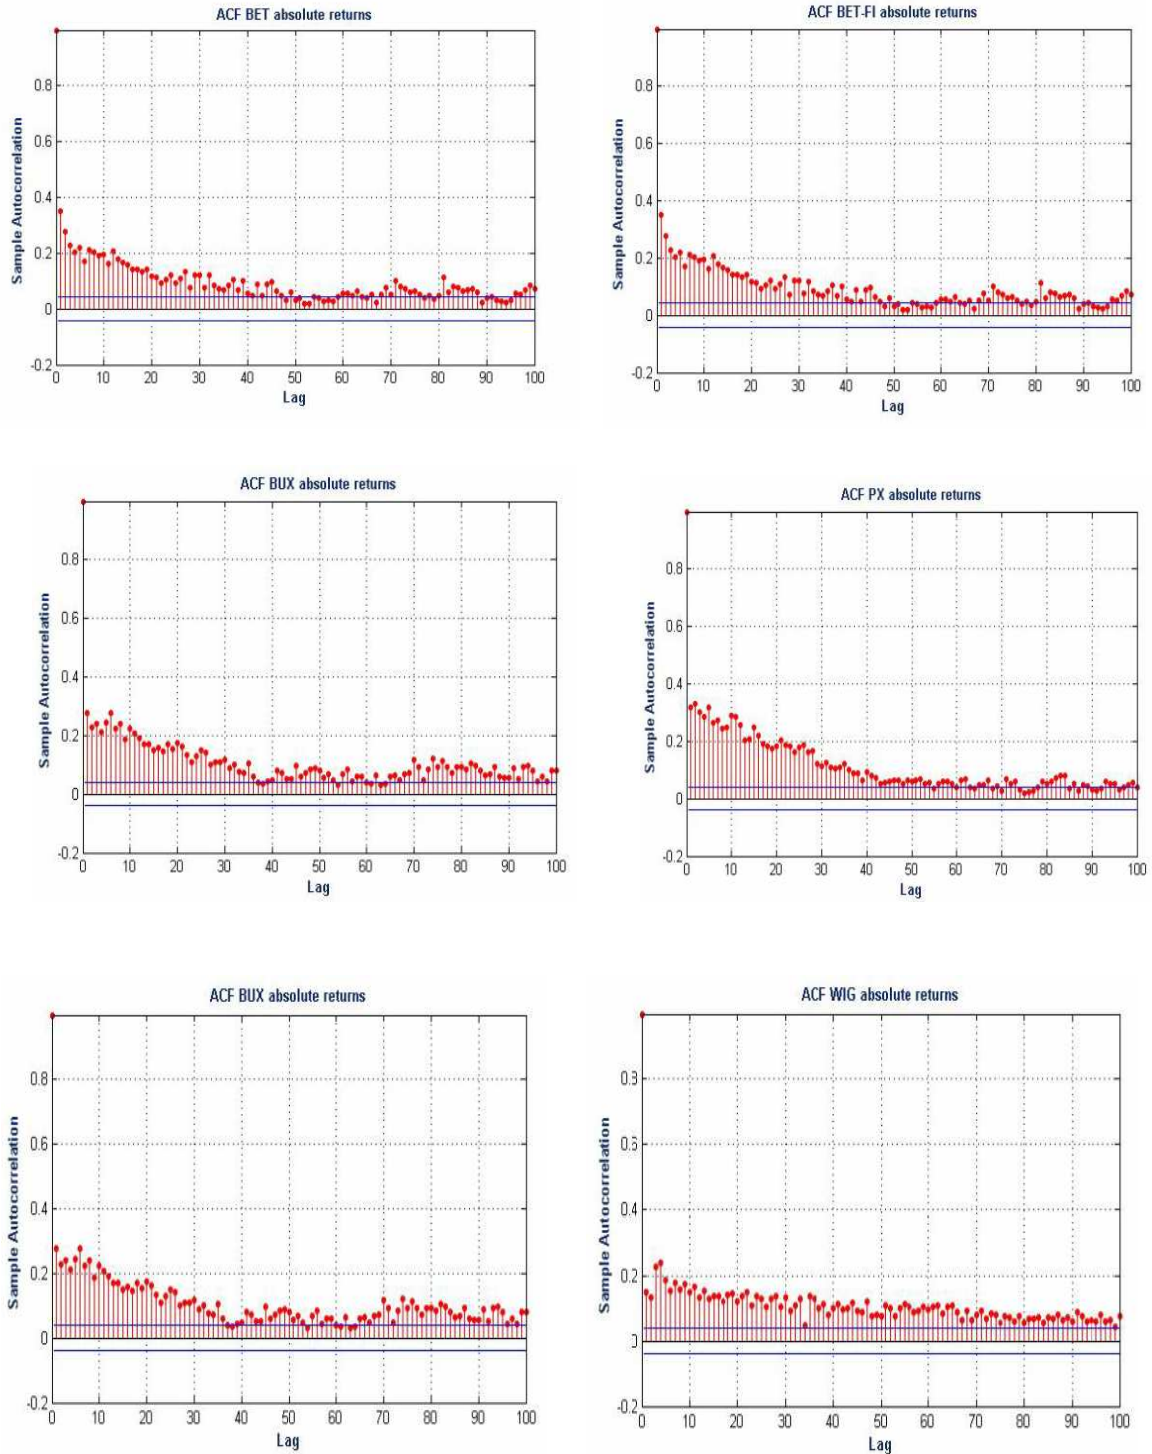 ACF BET absolute returns
0.8
0.6
0.4
0.2
0
-0.2
0 10 20 30 40 50 60 70 80 90 100
Sample Autocorrelation
Lag
ACF BET-FI absolute returns
0.8
0.6
0.4
0.2
0
-0.2
0 10 20 30 40 50 60 70 80 90 100
Sample Autocorrelation
Lag
ACF BUX absolute returns
0.8
0.6
0.4
0.2
0
-0.2
0 10 20 30 40 50 60 70 80 90 100
Sample Autocorrelation
Lag
ACF PX absolute returns
0.8
0.6
0.4
0.2
0
-0.2
0 10 20 30 40 50 60 70 80 90 100
Sample Autocorrelation
Lag
ACF BUX absolute returns
0.8
0.6
0.4
0.2
0
-0.2
0 10 20 30 40 50 60 70 80 90 100
Sample Autocorrelation
Lag
ACF WIG absolute returns
0.8
0.6
0.4
0.2
0
-0.2
0 10 20 30 40 50 60 70 80 90 100
Sample Autocorrelation
Lag